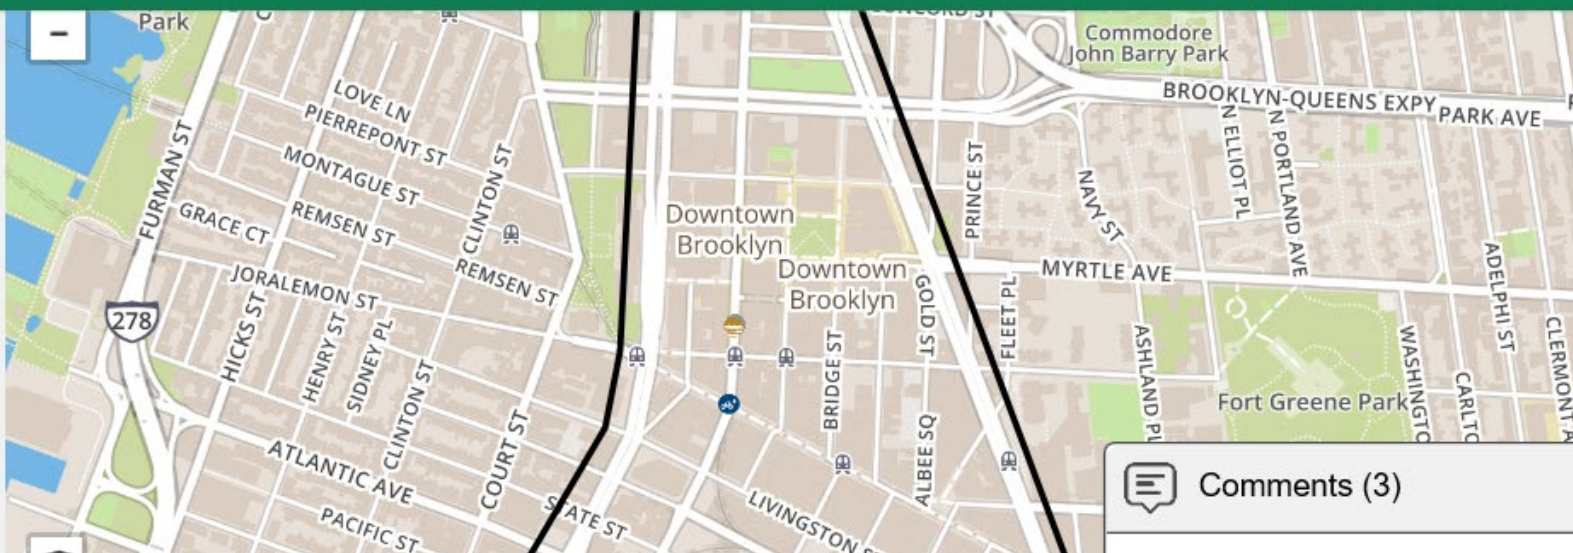 Park
−
CONCORD ST
Commodore
John Barry Park
LOVE LN
PIERREPONT ST
BROOKLYN-QUEENS EXPY
PARK AVE
N ELLIOT PL
N PORTLAND AVE
MONTAGUE ST
CLINTON ST
FURMAN ST
PRINCE ST
NAVY ST
GRACE CT
REMSEN ST
Downtown
Brooklyn
Downtown
Brooklyn
MYRTLE AVE
ADELPHI ST
JORALEMON ST
REMSEN ST
GOLD ST
FLEET PL
278
HICKS ST
HENRY ST
SIDNEY PL
CLINTON ST
BRIDGE ST
ASHLAND PL
WASHINGTO
CARLTO
CLERMONT A
Fort Greene Park
COURT ST
ALBEE SQ
ATLANTIC AVE
STATE ST
LIVINGSTON S
PACIFIC ST
Comments (3)